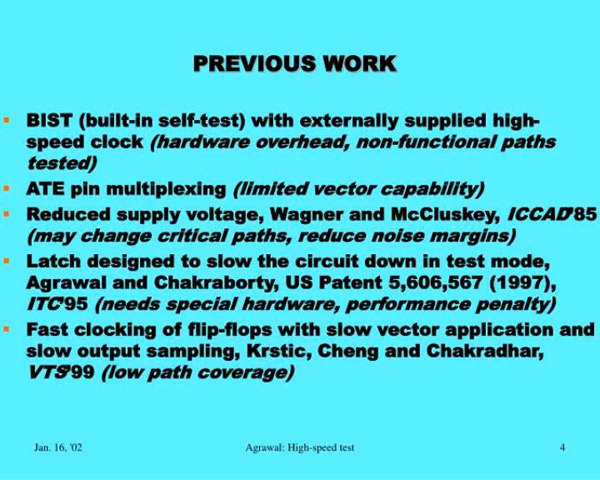 PREVIOUS WORK
▪ BIST (built-in self-test) with externally supplied high-
speed clock (hardware overhead, non-functional paths
tested)
▪ ATE pin multiplexing (limited vector capability)
▪ Reduced supply voltage, Wagner and McCluskey, ICCAD'85
(may change critical paths, reduce noise margins)
▪ Latch designed to slow the circuit down in test mode,
Agrawal and Chakraborty, US Patent 5,606,567 (1997),
ITC'95 (needs special hardware, performance penalty)
▪ Fast clocking of flip-flops with slow vector application and
slow output sampling, Krstic, Cheng and Chakradhar,
VTS'99 (low path coverage)
Jan. 16, '02 Agrawal: High-speed test 4